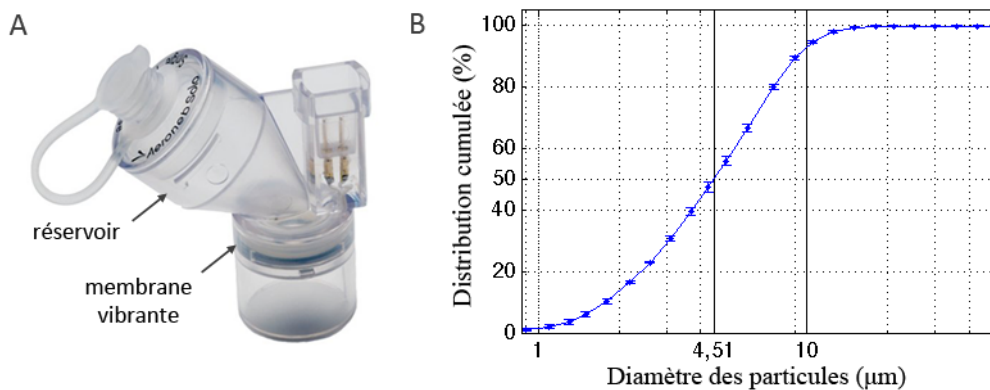 A
Aeroneb
réservoir
membrane
vibrante
B
Distribution cumulée (%)
100
80
60
50
40
20
0
1
4,51
10
Diamètre des particules (µm)